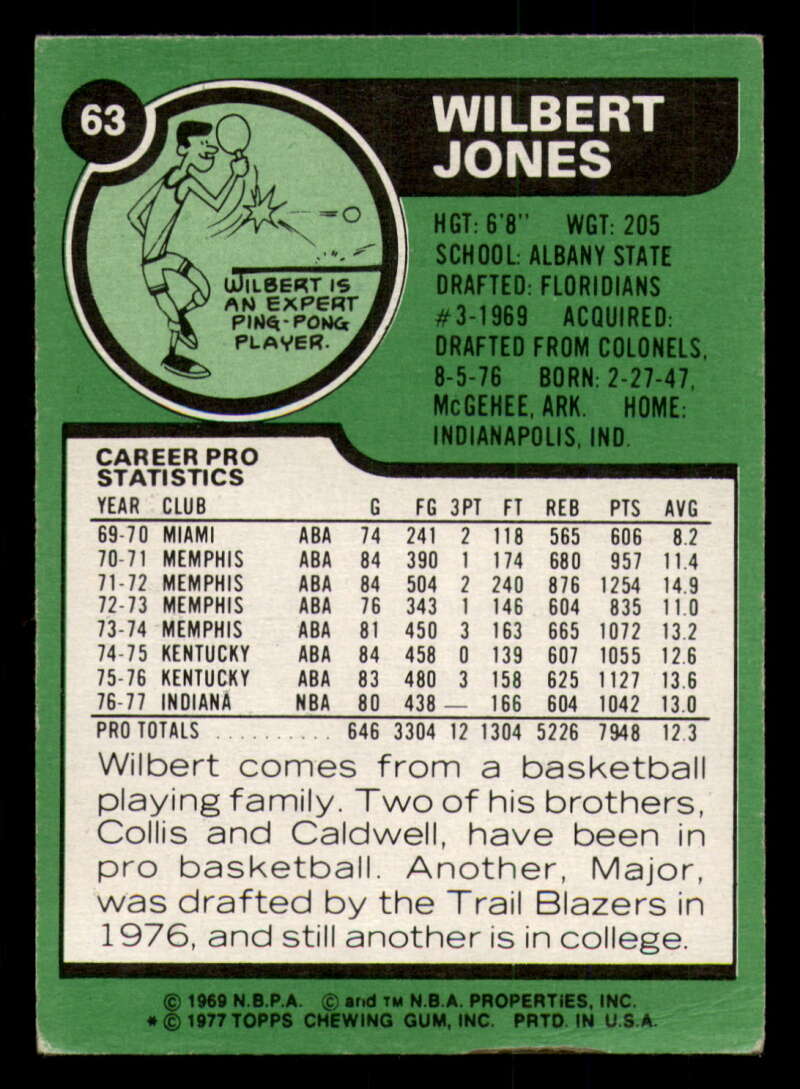 63
WILBERT
JONES
WILBERT IS
AN EXPERT
PING-PONG
PLAYER.
HGT: 6'8" WGT: 205
SCHOOL: ALBANY STATE
DRAFTED: FLORIDIANS
#3-1969 ACQUIRED:
DRAFTED FROM COLONELS,
8-5-76 BORN: 2-27-47,
McGEHEE, ARK. HOME:
INDIANAPOLIS, IND.
CAREER PRO
STATISTICS
YEAR CLUB G FG 3PT FT REB PTS AVG
69-70 MIAMI ABA 74 241 2 118 565 606 8.2
70-71 MEMPHIS ABA 84 390 1 174 680 957 11.4
71-72 MEMPHIS ABA 84 504 2 240 876 1254 14.9
72-73 MEMPHIS ABA 76 343 1 146 604 835 11.0
73-74 MEMPHIS ABA 81 450 3 163 665 1072 13.2
74-75 KENTUCKY ABA 84 458 0 139 607 1055 12.6
75-76 KENTUCKY ABA 83 480 3 158 625 1127 13.6
76-77 INDIANA NBA 80 438 — 166 604 1042 13.0
PRO TOTALS .......... 646 3304 12 1304 5226 7948 12.3
Wilbert comes from a basketball
playing family. Two of his brothers,
Collis and Caldwell, have been in
pro basketball. Another, Major,
was drafted by the Trail Blazers in
1976, and still another is in college.
© 1969 N.B.P.A. © and TM N.B.A. PROPERTIES, INC.
* © 1977 TOPPS CHEWING GUM, INC. PRTD. IN U.S.A.